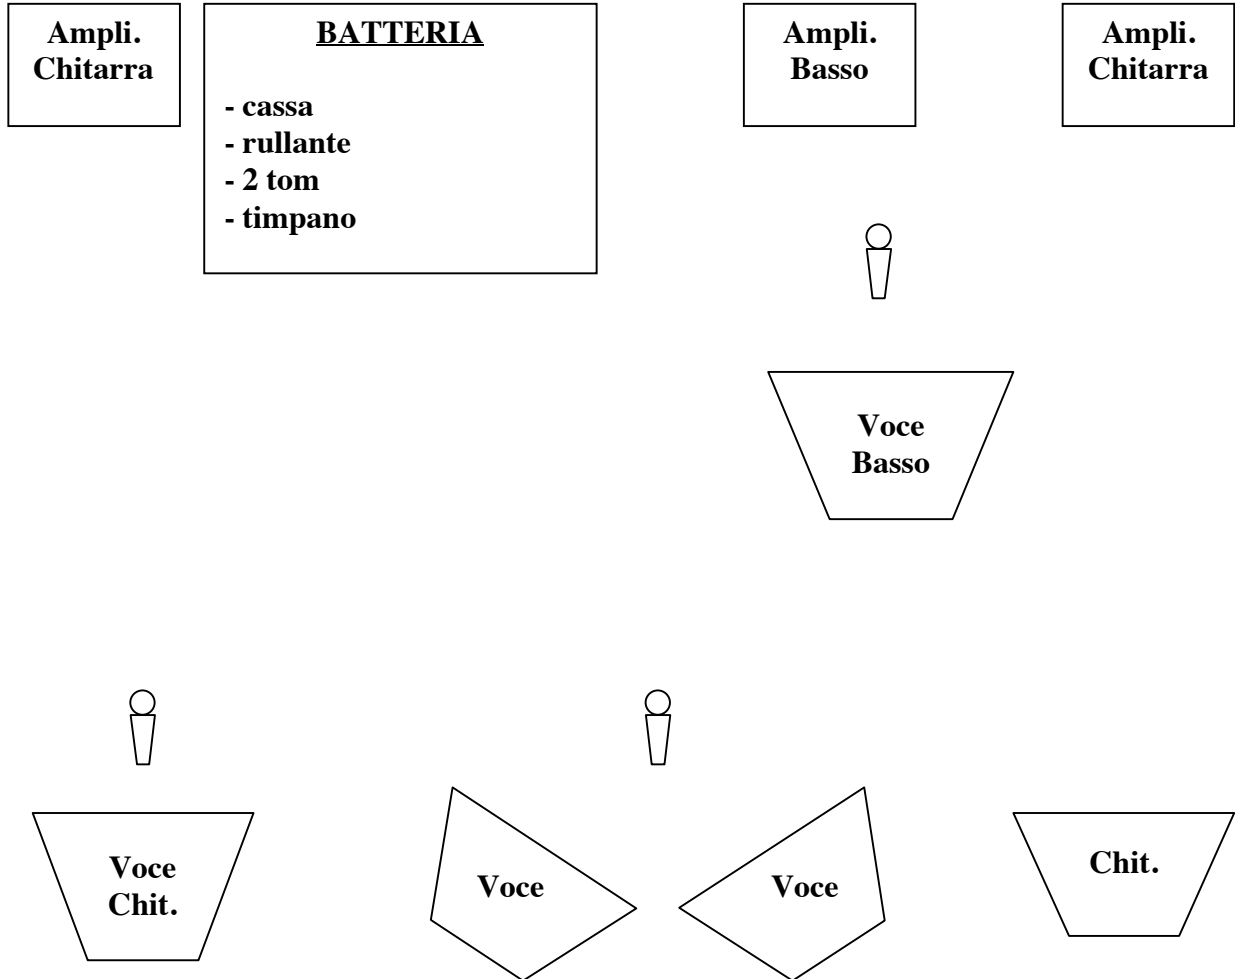 Ampli.
Chitarra
BATTERIA
- cassa
- rullante
- 2 tom
- timpano
Ampli.
Basso
Ampli.
Chitarra
Voce
Basso
Voce
Chit.
Voce
Voce
Chit.